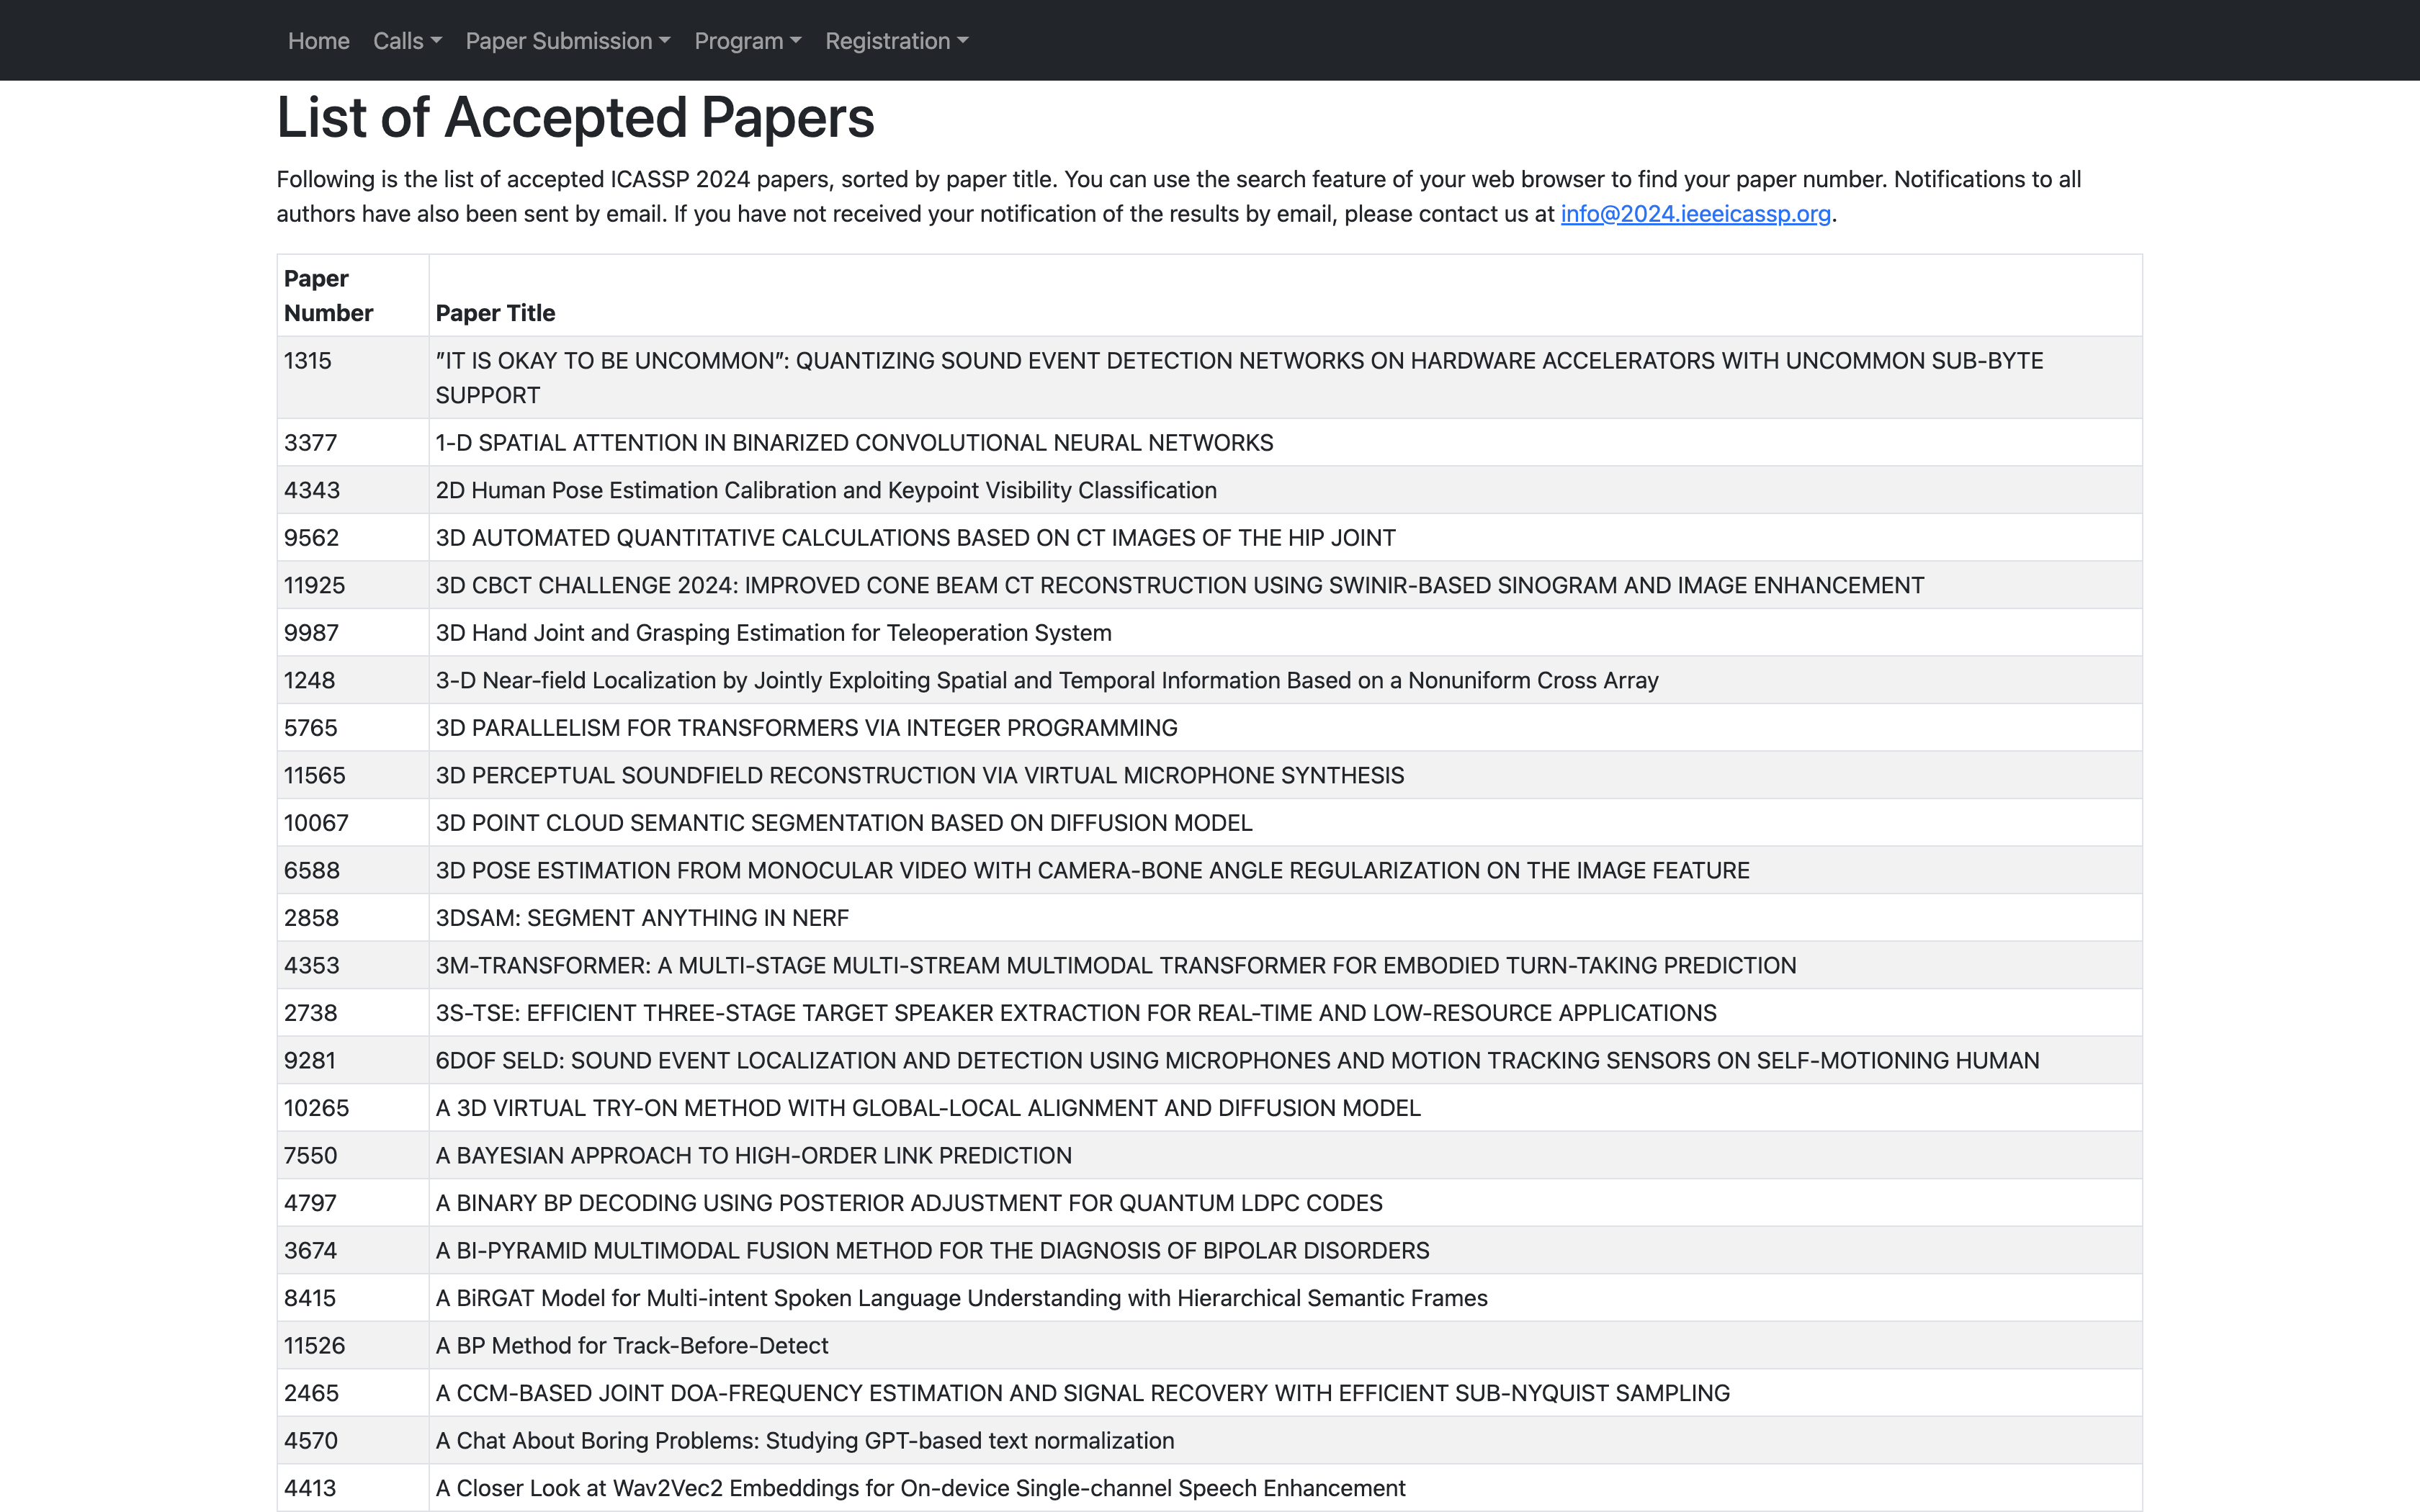 Home Calls Paper Submission Program Registration
List of Accepted Papers
Following is the list of accepted ICASSP 2024 papers, sorted by paper title. You can use the search feature of your web browser to find your paper number. Notifications to all
authors have also been sent by email. If you have not received your notification of the results by email, please contact us at info@2024.ieeeicassp.org.
Paper
Number Paper Title
1315 ”IT IS OKAY TO BE UNCOMMON”: QUANTIZING SOUND EVENT DETECTION NETWORKS ON HARDWARE ACCELERATORS WITH UNCOMMON SUB-BYTE
SUPPORT
3377 1-D SPATIAL ATTENTION IN BINARIZED CONVOLUTIONAL NEURAL NETWORKS
4343 2D Human Pose Estimation Calibration and Keypoint Visibility Classification
9562 3D AUTOMATED QUANTITATIVE CALCULATIONS BASED ON CT IMAGES OF THE HIP JOINT
11925 3D CBCT CHALLENGE 2024: IMPROVED CONE BEAM CT RECONSTRUCTION USING SWINIR-BASED SINOGRAM AND IMAGE ENHANCEMENT
9987 3D Hand Joint and Grasping Estimation for Teleoperation System
1248 3-D Near-field Localization by Jointly Exploiting Spatial and Temporal Information Based on a Nonuniform Cross Array
5765 3D PARALLELISM FOR TRANSFORMERS VIA INTEGER PROGRAMMING
11565 3D PERCEPTUAL SOUNDFIELD RECONSTRUCTION VIA VIRTUAL MICROPHONE SYNTHESIS
10067 3D POINT CLOUD SEMANTIC SEGMENTATION BASED ON DIFFUSION MODEL
6588 3D POSE ESTIMATION FROM MONOCULAR VIDEO WITH CAMERA-BONE ANGLE REGULARIZATION ON THE IMAGE FEATURE
2858 3DSAM: SEGMENT ANYTHING IN NERF
4353 3M-TRANSFORMER: A MULTI-STAGE MULTI-STREAM MULTIMODAL TRANSFORMER FOR EMBODIED TURN-TAKING PREDICTION
2738 3S-TSE: EFFICIENT THREE-STAGE TARGET SPEAKER EXTRACTION FOR REAL-TIME AND LOW-RESOURCE APPLICATIONS
9281 6DOF SELD: SOUND EVENT LOCALIZATION AND DETECTION USING MICROPHONES AND MOTION TRACKING SENSORS ON SELF-MOTIONING HUMAN
10265 A 3D VIRTUAL TRY-ON METHOD WITH GLOBAL-LOCAL ALIGNMENT AND DIFFUSION MODEL
7550 A BAYESIAN APPROACH TO HIGH-ORDER LINK PREDICTION
4797 A BINARY BP DECODING USING POSTERIOR ADJUSTMENT FOR QUANTUM LDPC CODES
3674 A BI-PYRAMID MULTIMODAL FUSION METHOD FOR THE DIAGNOSIS OF BIPOLAR DISORDERS
8415 A BiRGAT Model for Multi-intent Spoken Language Understanding with Hierarchical Semantic Frames
11526 A BP Method for Track-Before-Detect
2465 A CCM-BASED JOINT DOA-FREQUENCY ESTIMATION AND SIGNAL RECOVERY WITH EFFICIENT SUB-NYQUIST SAMPLING
4570 A Chat About Boring Problems: Studying GPT-based text normalization
4413 A Closer Look at Wav2Vec2 Embeddings for On-device Single-channel Speech Enhancement